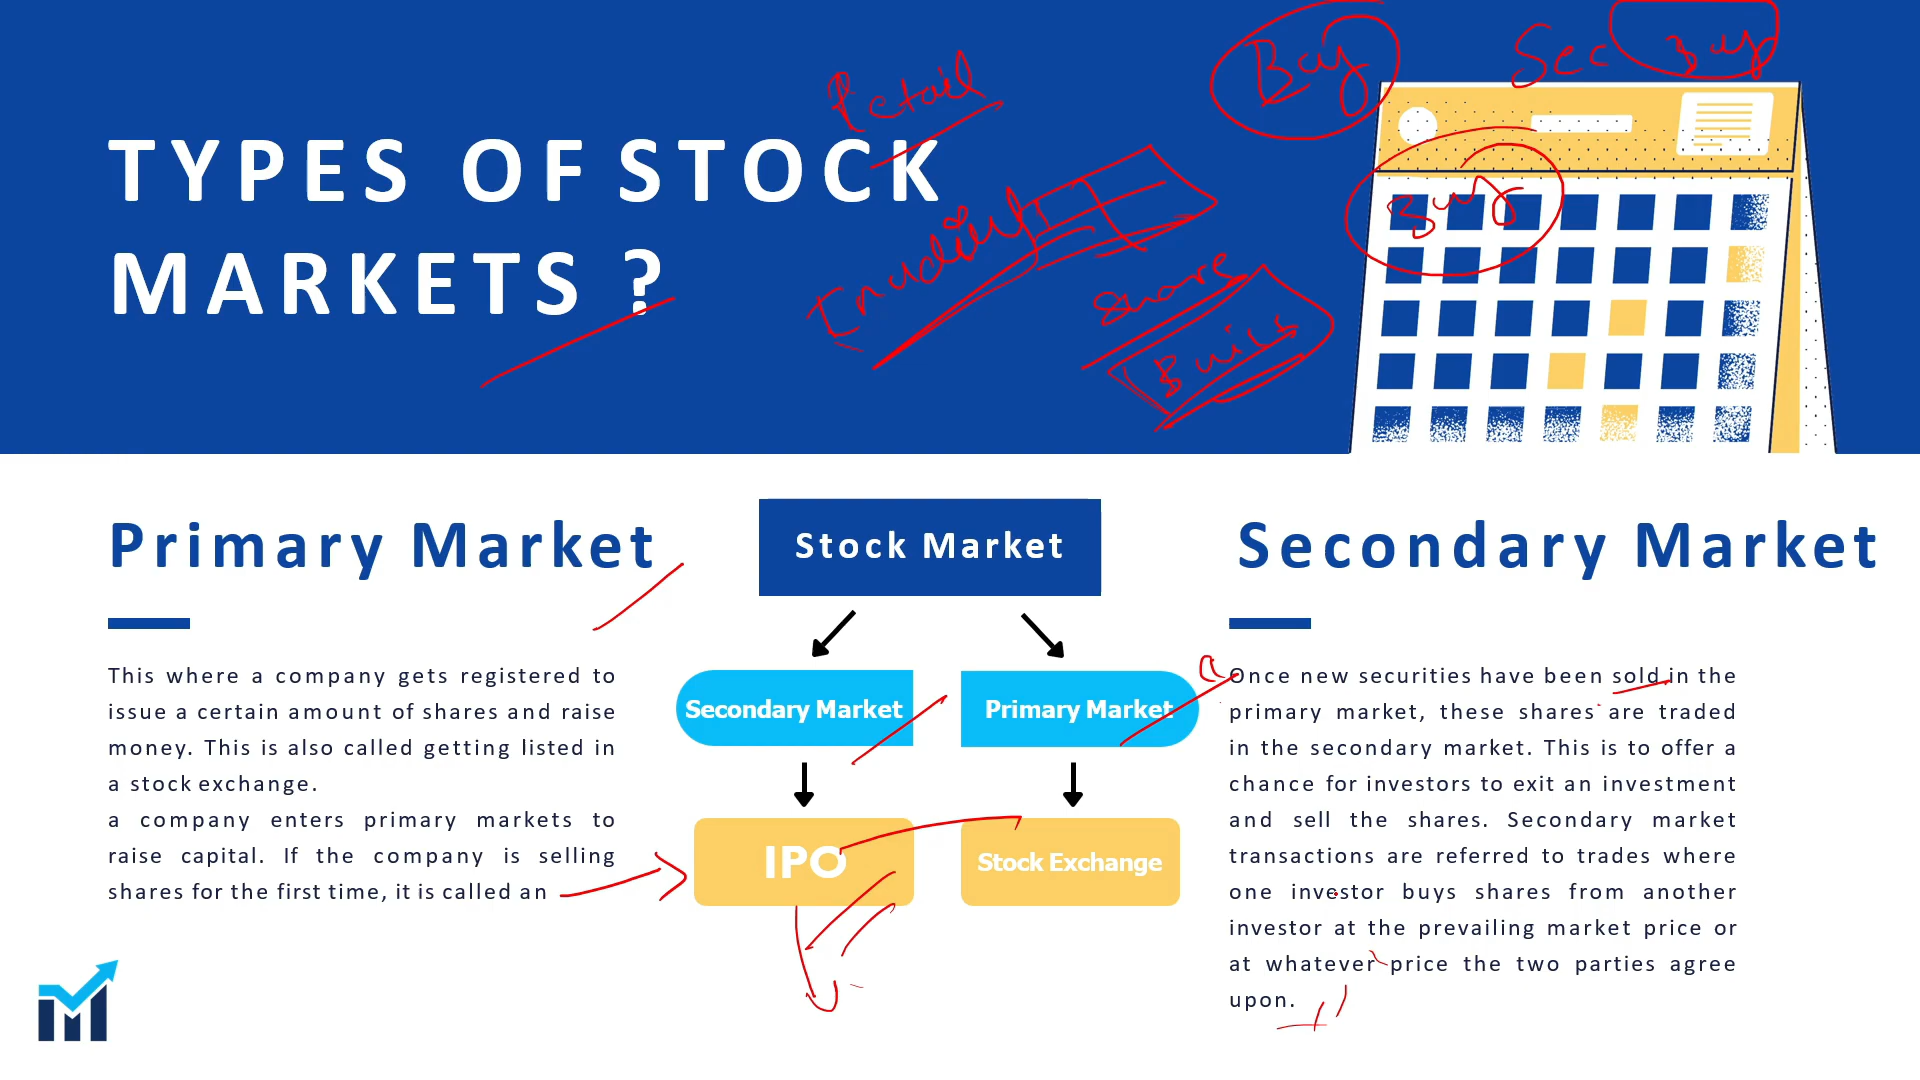 TYPES OF STOCK
MARKETS ?
Retail
Share
Buy
Sec Buy
Buy
Primary Market
This where a company gets registered to
issue a certain amount of shares and raise
money. This is also called getting listed in
a stock exchange.
a company enters primary markets to
raise capital. If the company is selling
shares for the first time, it is called an
Stock Market
Secondary Market
Primary Market
IPO
Stock Exchange
Secondary Market
Once new securities have been sold in the
primary market, these shares are traded
in the secondary market. This is to offer a
chance for investors to exit an investment
and sell the shares. Secondary market
transactions are referred to trades where
one investor buys shares from another
investor at the prevailing market price or
at whatever price the two parties agree
upon.